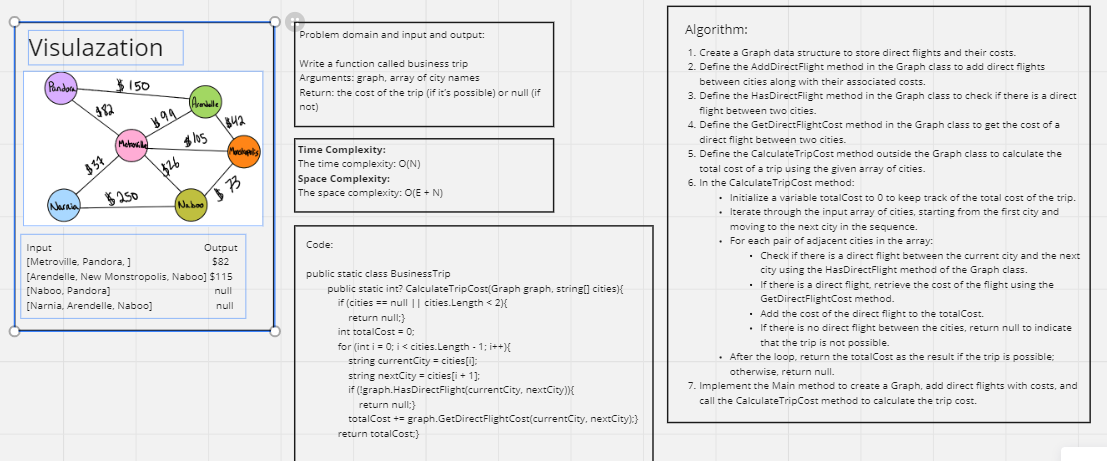 Visulazation
Pandora
$150
Arendelle
$82
$99
$42
Metroville
$105
Monstropolis
$37
$26
$73
Narnia
$250
Naboo
Input Output
[Metroville, Pandora, ] $82
[Arendelle, New Monstropolis, Naboo] $115
[Naboo, Pandora] null
[Narnia, Arendelle, Naboo] null
Problem domain and input and output:
Write a function called business trip
Arguments: graph, array of city names
Return: the cost of the trip (if it's possible) or null (if
not)
Time Complexity:
The time complexity: O(N)
Space Complexity:
The space complexity: O(E + N)
Code:
public static class BusinessTrip
public static int? CalculateTripCost(Graph graph, string[] cities){
if (cities == null || cities.Length < 2){
return null;}
int totalCost = 0;
for (int i = 0; i < cities.Length - 1; i++){
string currentCity = cities[i];
string nextCity = cities[i + 1];
if (!graph.HasDirectFlight(currentCity, nextCity)){
return null;}
totalCost += graph.GetDirectFlightCost(currentCity, nextCity);}
return totalCost;}
Algorithm:
1. Create a Graph data structure to store direct flights and their costs.
2. Define the AddDirectFlight method in the Graph class to add direct flights
between cities along with their associated costs.
3. Define the HasDirectFlight method in the Graph class to check if there is a direct
flight between two cities.
4. Define the GetDirectFlightCost method in the Graph class to get the cost of a
direct flight between two cities.
5. Define the CalculateTripCost method outside the Graph class to calculate the
total cost of a trip using the given array of cities.
6. In the CalculateTripCost method:
• Initialize a variable totalCost to 0 to keep track of the total cost of the trip.
• Iterate through the input array of cities, starting from the first city and
moving to the next city in the sequence.
• For each pair of adjacent cities in the array:
• Check if there is a direct flight between the current city and the next
city using the HasDirectFlight method of the Graph class.
• If there is a direct flight, retrieve the cost of the flight using the
GetDirectFlightCost method.
• Add the cost of the direct flight to the totalCost.
• If there is no direct flight between the cities, return null to indicate
that the trip is not possible.
• After the loop, return the totalCost as the result if the trip is possible;
otherwise, return null.
7. Implement the Main method to create a Graph, add direct flights with costs, and
call the CalculateTripCost method to calculate the trip cost.